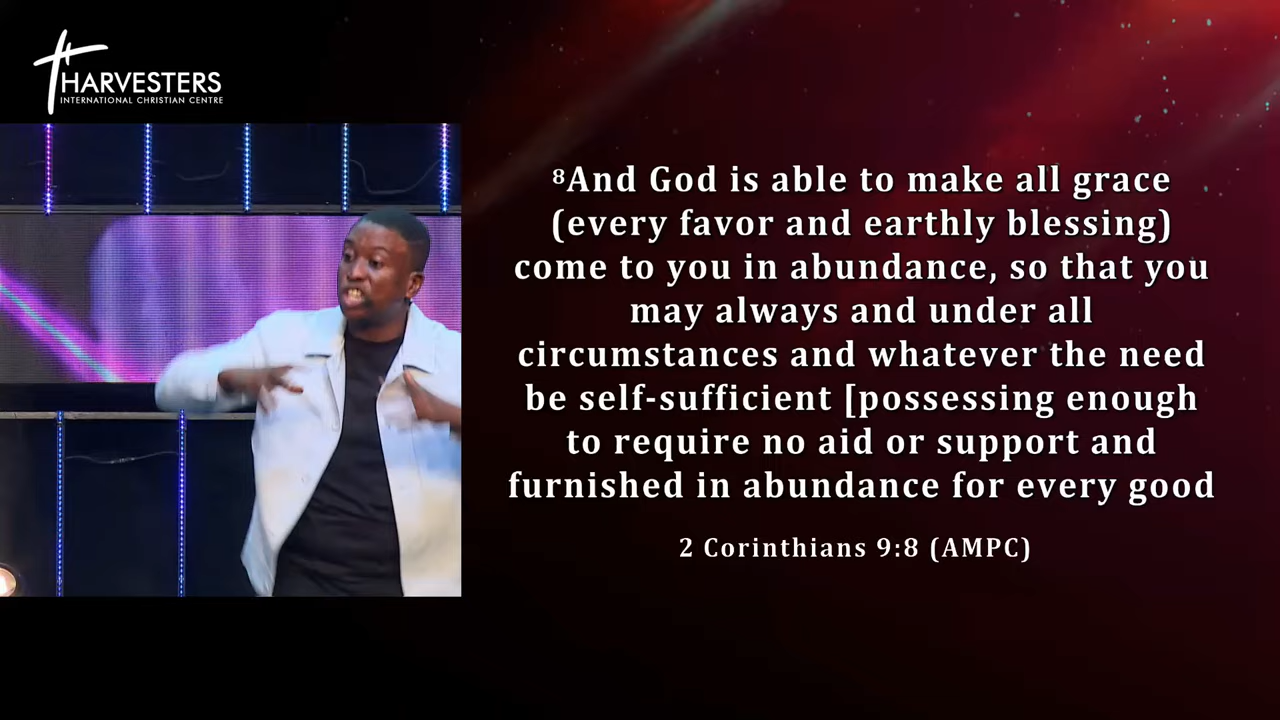 HARVESTERS
INTERNATIONAL CHRISTIAN CENTRE
⁸And God is able to make all grace
(every favor and earthly blessing)
come to you in abundance, so that you
may always and under all
circumstances and whatever the need
be self-sufficient [possessing enough
to require no aid or support and
furnished in abundance for every good
2 Corinthians 9:8 (AMPC)